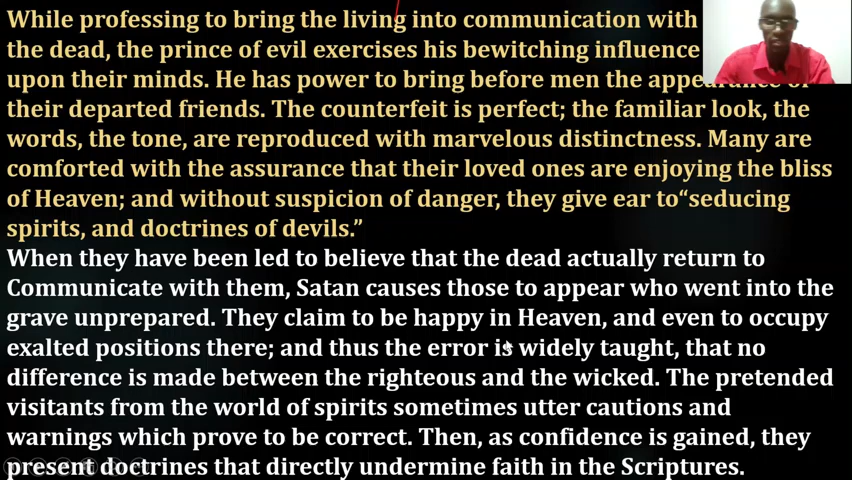 While professing to bring the living into communication with
the dead, the prince of evil exercises his bewitching influence
upon their minds. He has power to bring before men the appearance of
their departed friends. The counterfeit is perfect; the familiar look, the
words, the tone, are reproduced with marvelous distinctness. Many are
comforted with the assurance that their loved ones are enjoying the bliss
of Heaven; and without suspicion of danger, they give ear to“seducing
spirits, and doctrines of devils.”
When they have been led to believe that the dead actually return to
Communicate with them, Satan causes those to appear who went into the
grave unprepared. They claim to be happy in Heaven, and even to occupy
exalted positions there; and thus the error is widely taught, that no
difference is made between the righteous and the wicked. The pretended
visitants from the world of spirits sometimes utter cautions and
warnings which prove to be correct. Then, as confidence is gained, they
present doctrines that directly undermine faith in the Scriptures.